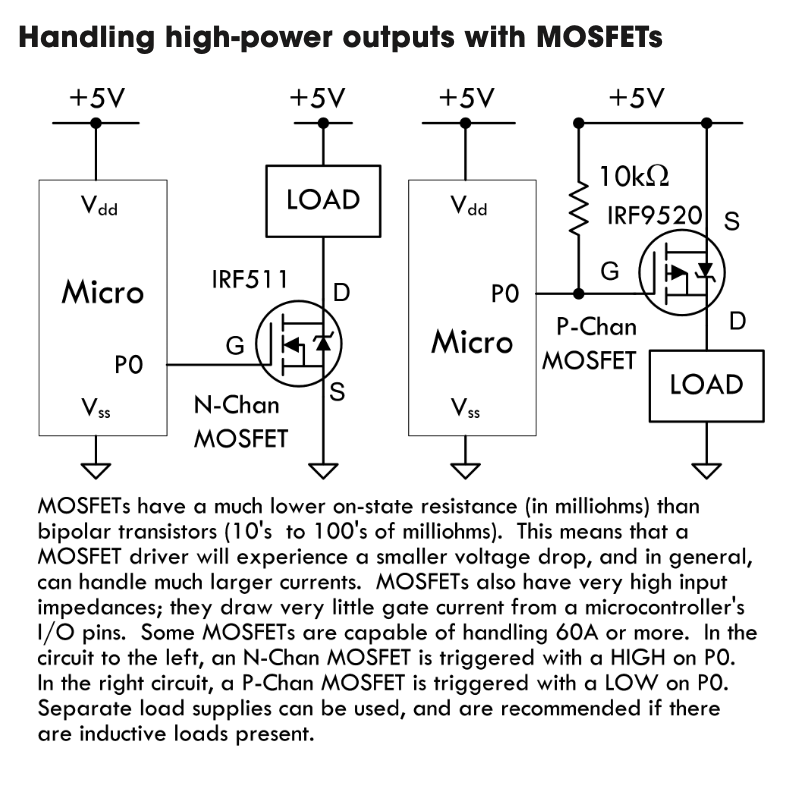 Handling high-power outputs with MOSFETs
+5V
+5V
+5V
+5V
Vdd
LOAD
Vdd
10kΩ
IRF9520
S
IRF511
D
G
Micro
P0
P-Chan
MOSFET
D
G
Micro
P0
LOAD
S
N-Chan
MOSFET
Vss
Vss
MOSFETs have a much lower on-state resistance (in milliohms) than
bipolar transistors (10's  to 100's of milliohms).  This means that a
MOSFET driver will experience a smaller voltage drop, and in general,
can handle much larger currents.  MOSFETs also have very high input
impedances; they draw very little gate current from a microcontroller's
I/O pins.  Some MOSFETs are capable of handling 60A or more.  In the
circuit to the left, an N-Chan MOSFET is triggered with a HIGH on P0.
In the right circuit, a P-Chan MOSFET is triggered with a LOW on P0.
Separate load supplies can be used, and are recommended if there
are inductive loads present.